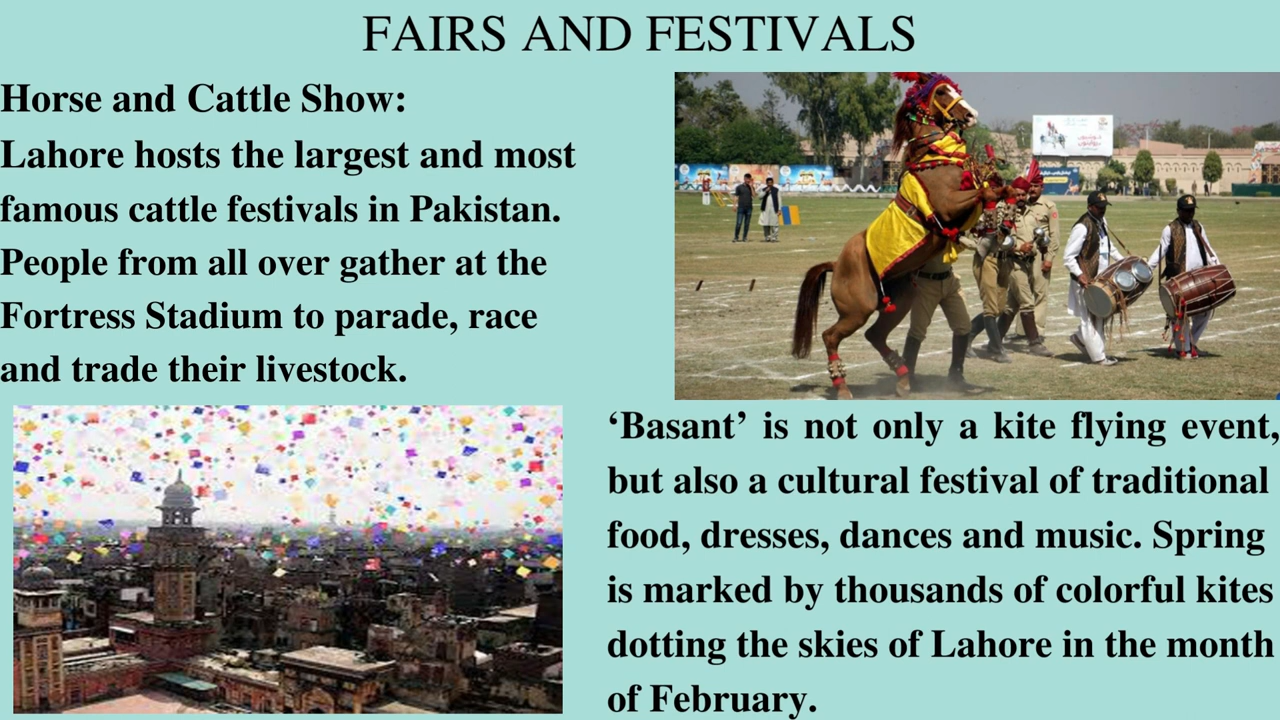 FAIRS AND FESTIVALS
Horse and Cattle Show:
Lahore hosts the largest and most
famous cattle festivals in Pakistan.
People from all over gather at the
Fortress Stadium to parade, race
and trade their livestock.
‘Basant’ is not only a kite flying event,
but also a cultural festival of traditional
food, dresses, dances and music. Spring
is marked by thousands of colorful kites
dotting the skies of Lahore in the month
of February.